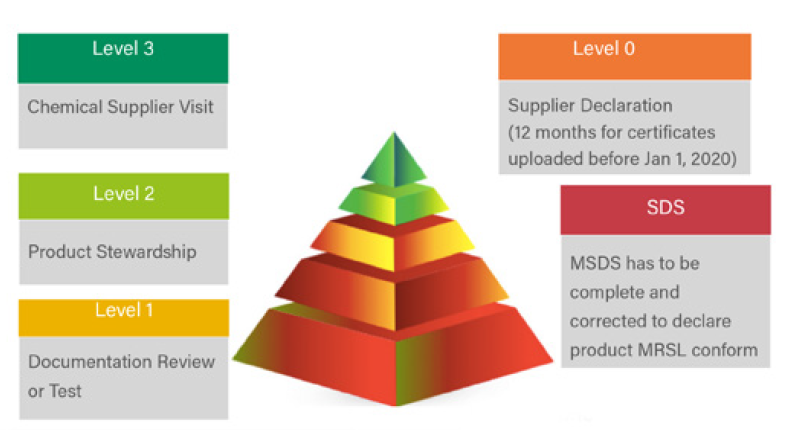 Level 3
Chemical Supplier Visit
Level 2
Product Stewardship
Level 1
Documentation Review
or Test
Level 0
Supplier Declaration
(12 months for certificates
uploaded before Jan 1, 2020)
SDS
MSDS has to be
complete and
corrected to declare
product MRSL conform